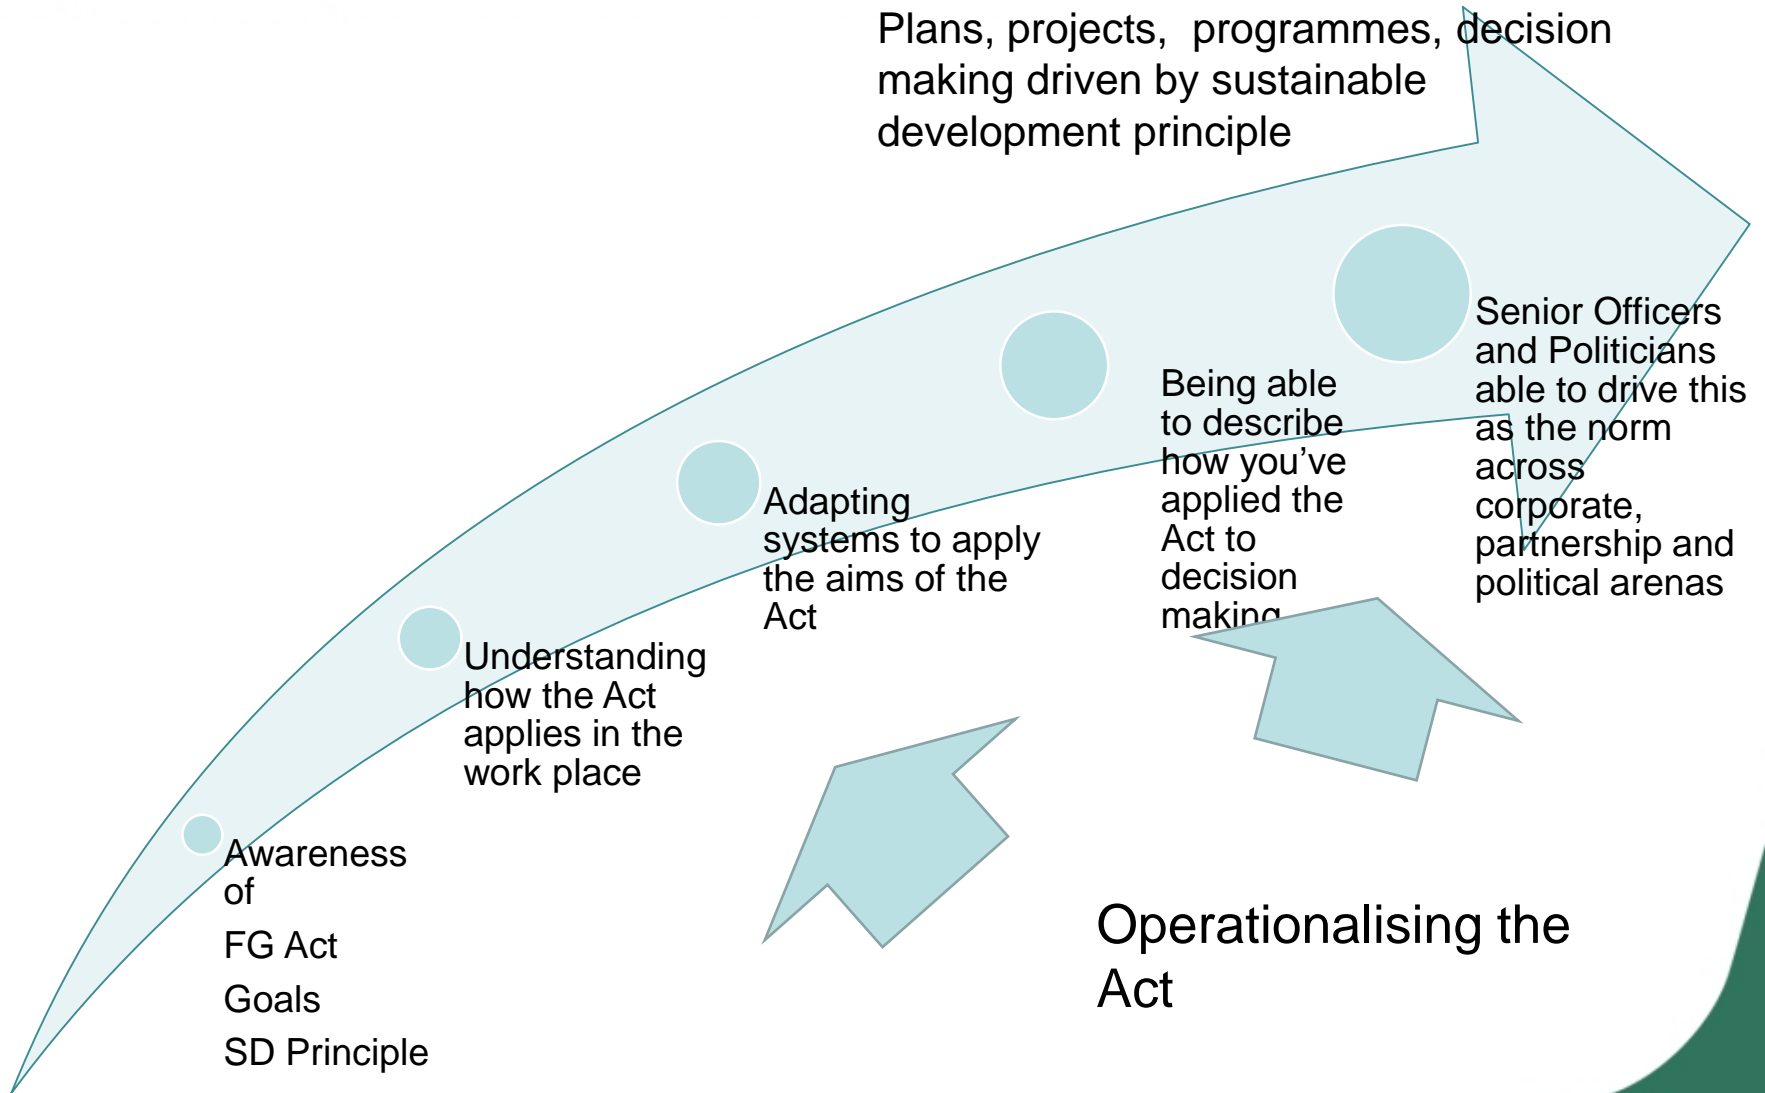 Plans, projects, programmes, decision
making driven by sustainable
development principle
Senior Officers
and Politicians
able to drive this
as the norm
across
corporate,
partnership and
political arenas
Being able
to describe
how you’ve
applied the
Act to
decision
making
Adapting
systems to apply
the aims of the
Act
Understanding
how the Act
applies in the
work place
Awareness
of
FG Act
Goals
SD Principle
Operationalising the
Act